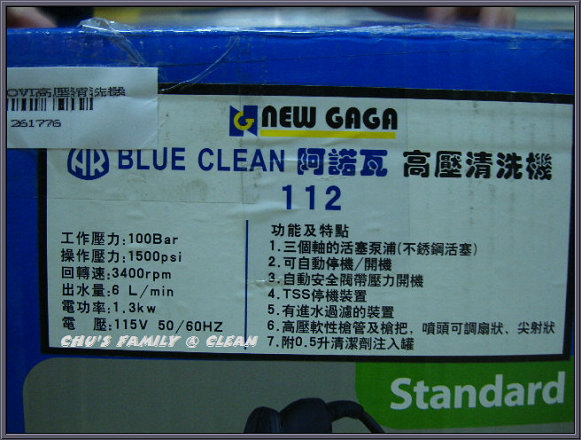 OVI高壓清洗機
261776
NEW GAGA
AR BLUE CLEAN 阿諾瓦 高壓清洗機
112
工作壓力:100Bar
操作壓力:1500psi
回轉速:3400rpm
出水量:6 L/min
電功率:1.3kw
電 壓:115V 50/60HZ
功能及特點
1.三個軸的活塞泵浦(不銹鋼活塞)
2.可自動停機/開機
3.自動安全閥帶壓力開機
4.TSS停機裝置
5.有進水過濾的裝置
6.高壓軟性槍管及槍把，噴頭可調扇狀、尖射狀
7.附0.5升清潔劑注入罐
CHU'S FAMILY @ CLEAN
Standard